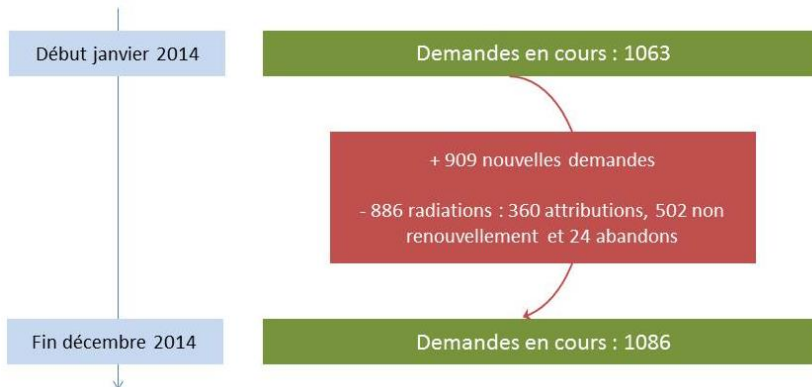 Début janvier 2014
Demandes en cours : 1063
+ 909 nouvelles demandes
- 886 radiations : 360 attributions, 502 non
renouvellement et 24 abandons
Fin décembre 2014
Demandes en cours : 1086